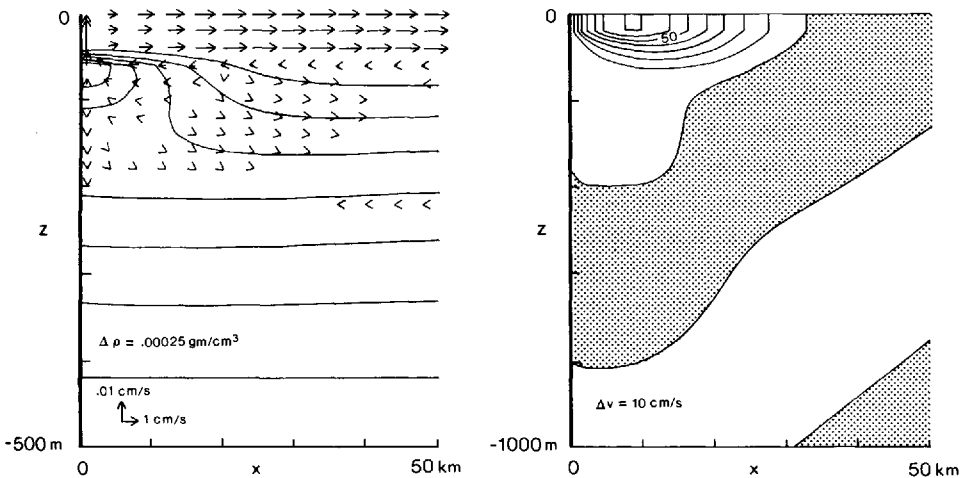 0
z
Δ ρ = .00025 gm/cm³
.01 cm/s
1 cm/s
-500 m
0
x
50 km
0
50
z
Δv = 10 cm/s
-1000 m
0
x
50 km